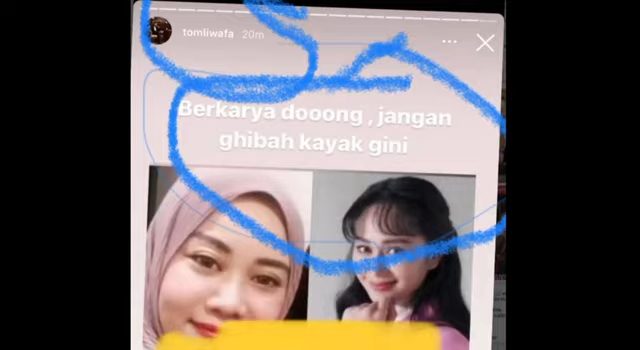 tomliwafa 20m
Berkarya dooong , jangan
ghibah kayak gini